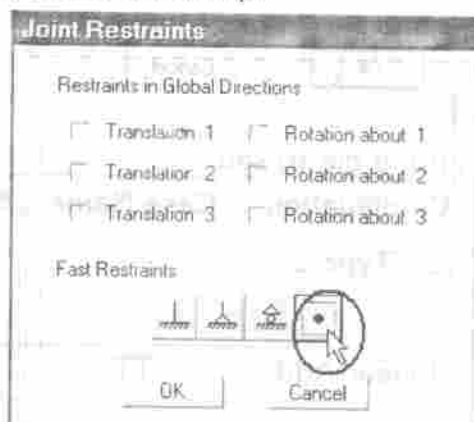 Joint Restraints
Restraints in Global Directions
Translation 1 Rotation about 1
Translation 2 Rotation about 2
Translation 3 Rotation about 3
Fast Restraints
OK Cancel